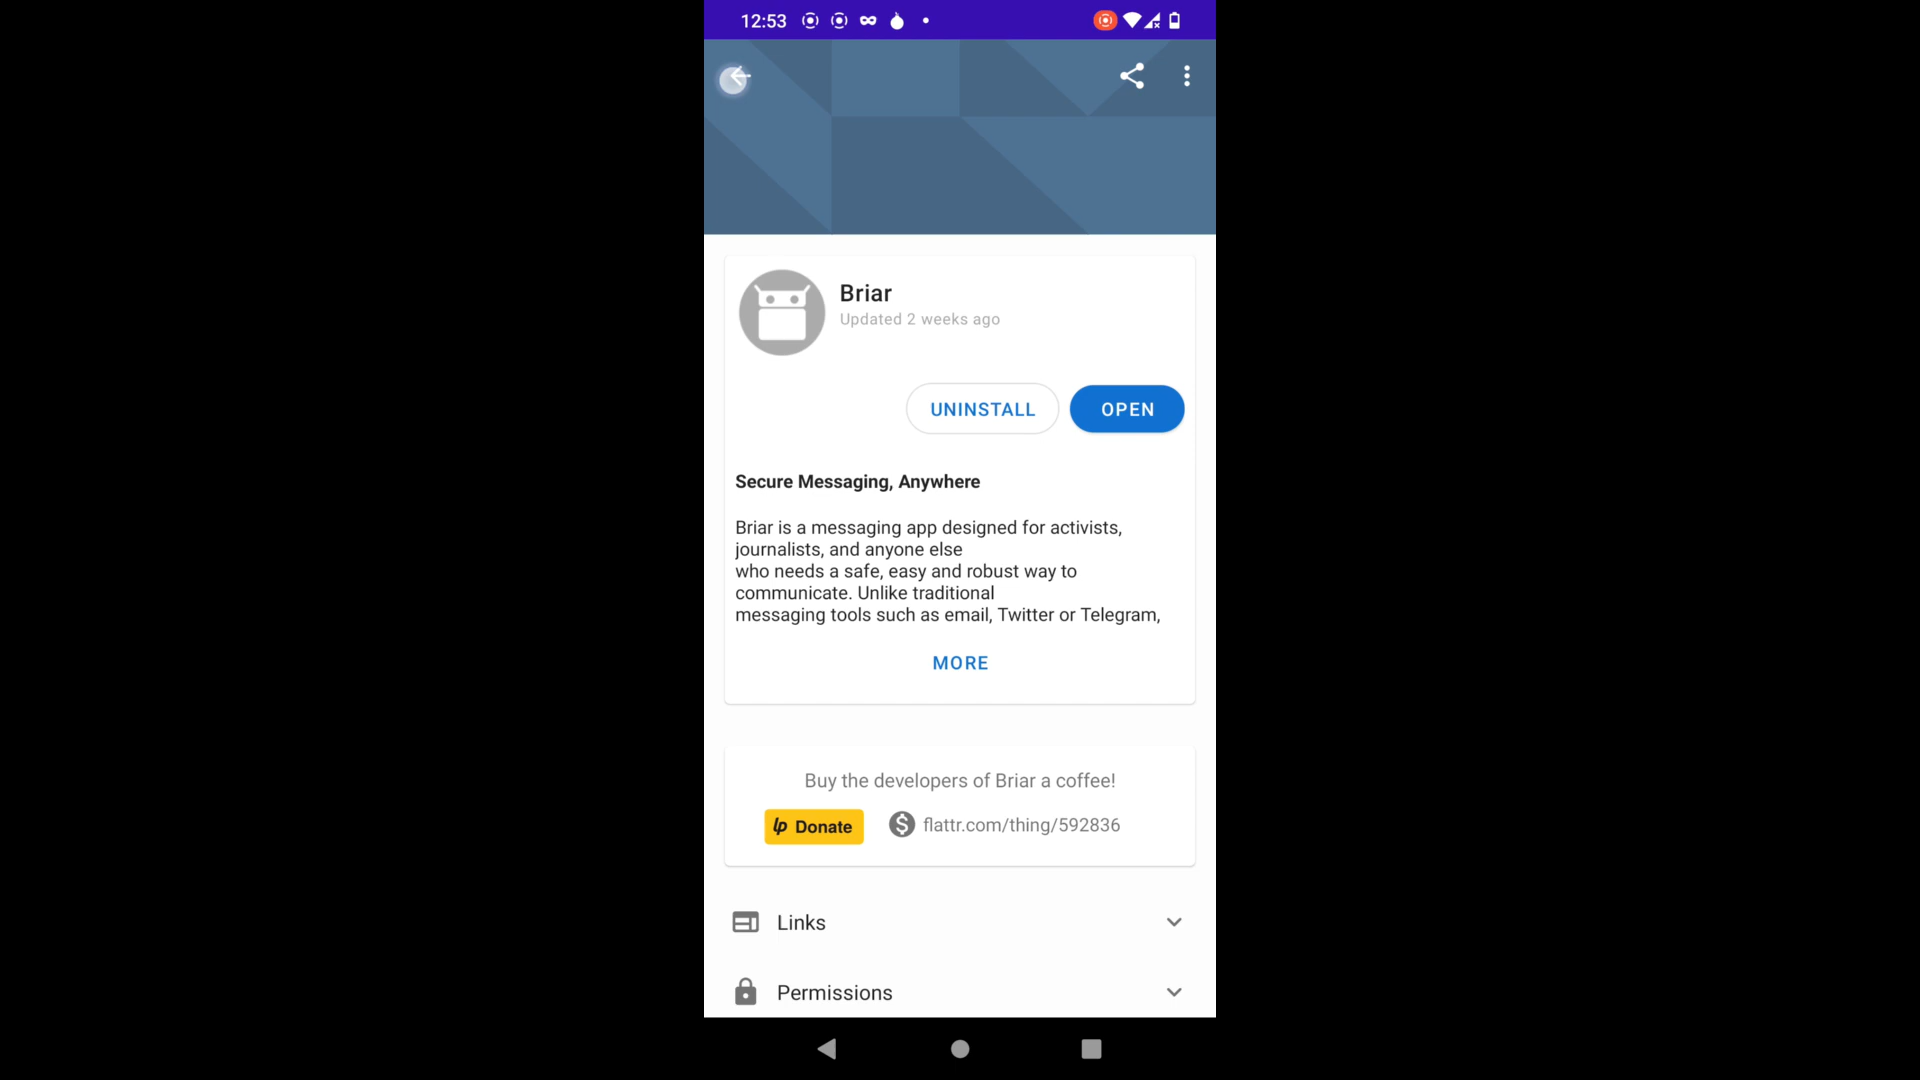 12:53
Briar
Updated 2 weeks ago
UNINSTALL
OPEN
Secure Messaging, Anywhere
Briar is a messaging app designed for activists,
journalists, and anyone else
who needs a safe, easy and robust way to
communicate. Unlike traditional
messaging tools such as email, Twitter or Telegram,
MORE
Buy the developers of Briar a coffee!
lp Donate
flattr.com/thing/592836
Links
Permissions